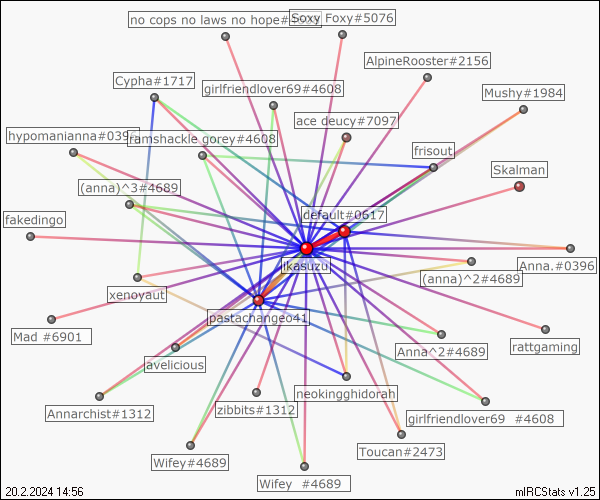 no cops no laws no hope#
Soxy Foxy#5076
AlpineRooster#2156
Cypha#1717
girlfriendlover69#4608
Mushy#1984
ace deucy#7097
hypomanianna#0396
ramshackle gorey#4608
frisout
Skalman
(anna)^3#4689
default#0617
fakedingo
jikasuzu
Anna.#0396
(anna)^2#4689
xenoyaut
pastachangeo41
Mad #6901
rattgaming
Anna^2#4689
avelicious
neokingghidorah
Annarchist#1312
zibbits#1312
girlfriendlover69 #4608
Toucan#2473
Wifey#4689
Wifey #4689
20.2.2024 14:56
mIRCStats v1.25